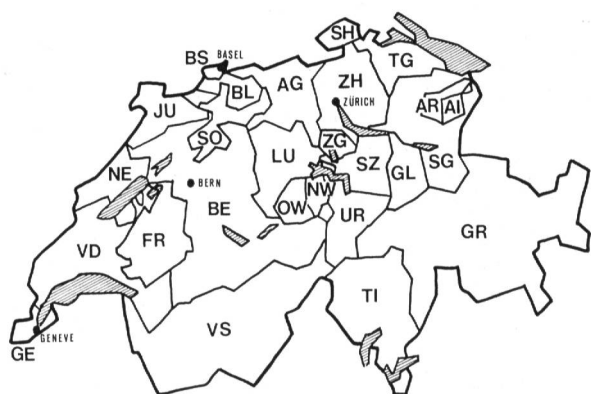 SH
BS BASEL
TG
BL
AG
ZH
JU
ZÜRICH
AR
AI
SO
ZG
LU
NE
SZ
GL
SG
BERN
NW
OW
BE
UR
FR
GR
VD
TI
VS
GENEVE
GE